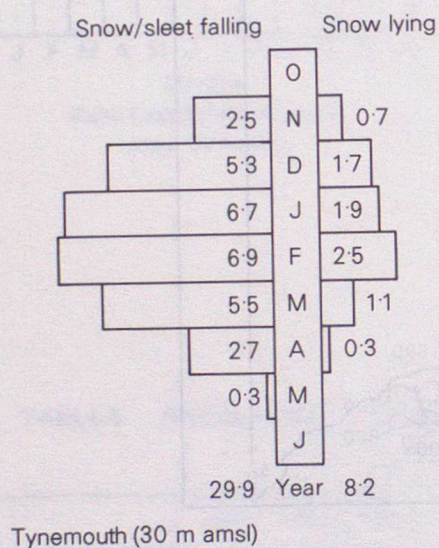 Snow/sleet falling Snow lying
O
2·5 N 0·7
5·3 D 1·7
6·7 J 1·9
6·9 F 2·5
5·5 M 1·1
2·7 A 0·3
0·3 M
J
29·9 Year 8·2
Tynemouth (30 m amsl)